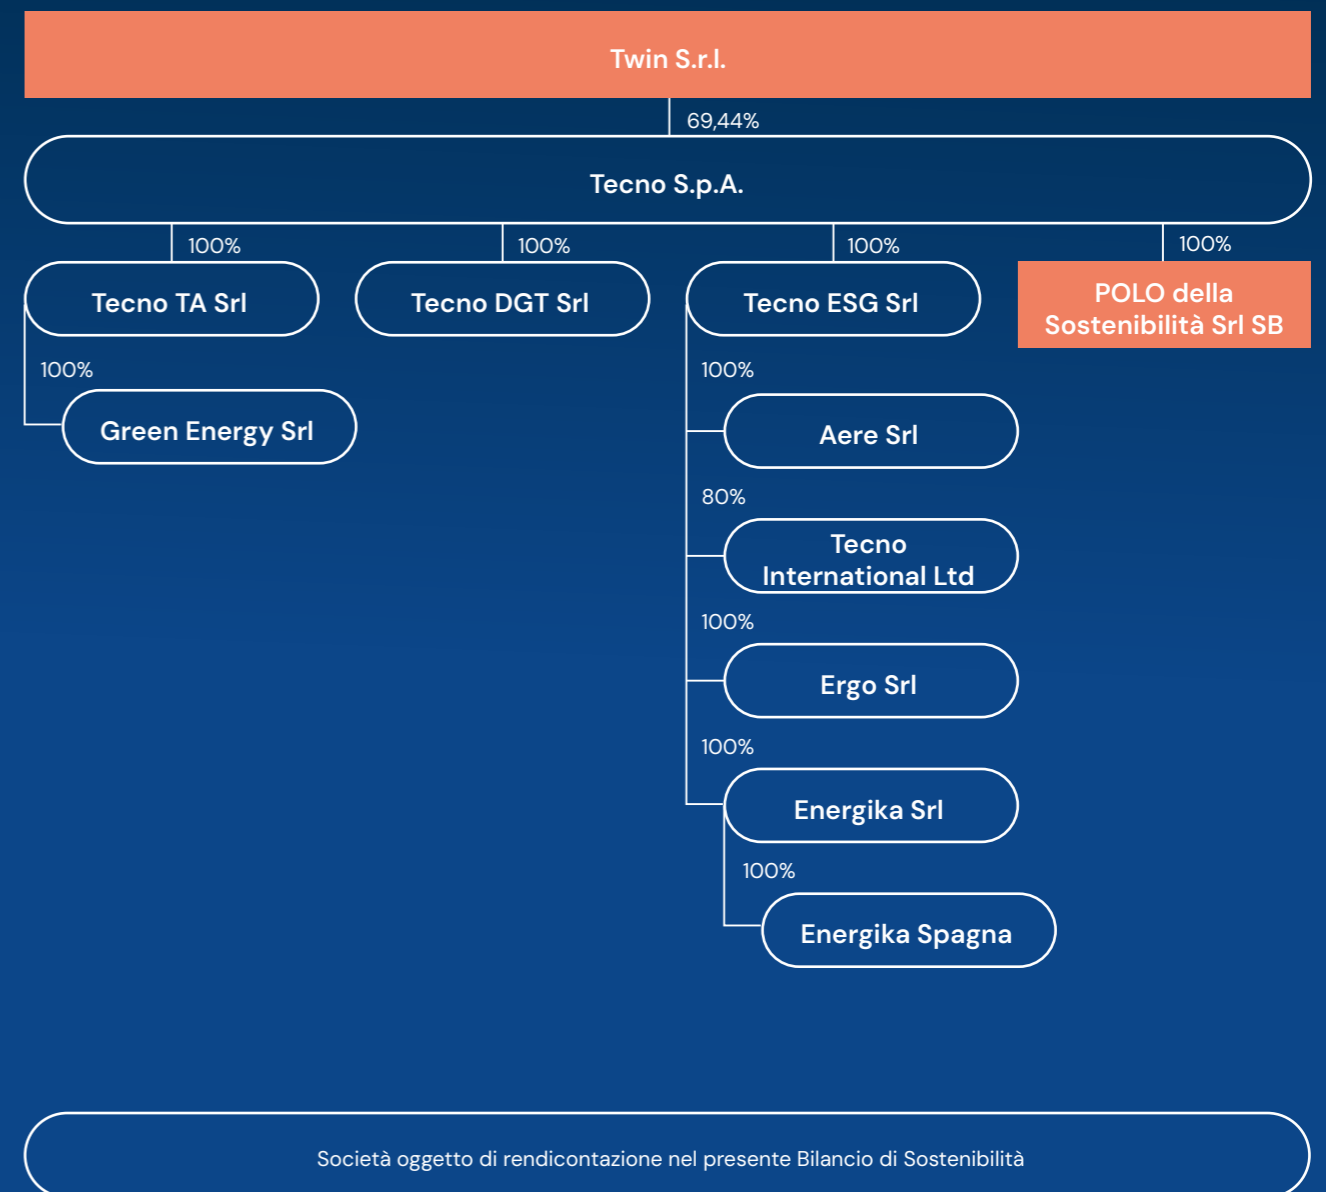 Twin S.r.l.
69,44%
Tecno S.p.A.
100%
100%
100%
100%
Tecno TA Srl
Tecno DGT Srl
Tecno ESG Srl
POLO della
Sostenibilità Srl SB
100%
Green Energy Srl
100%
Aere Srl
80%
Tecno
International Ltd
100%
Ergo Srl
100%
Energika Srl
100%
Energika Spagna
Società oggetto di rendicontazione nel presente Bilancio di Sostenibilità